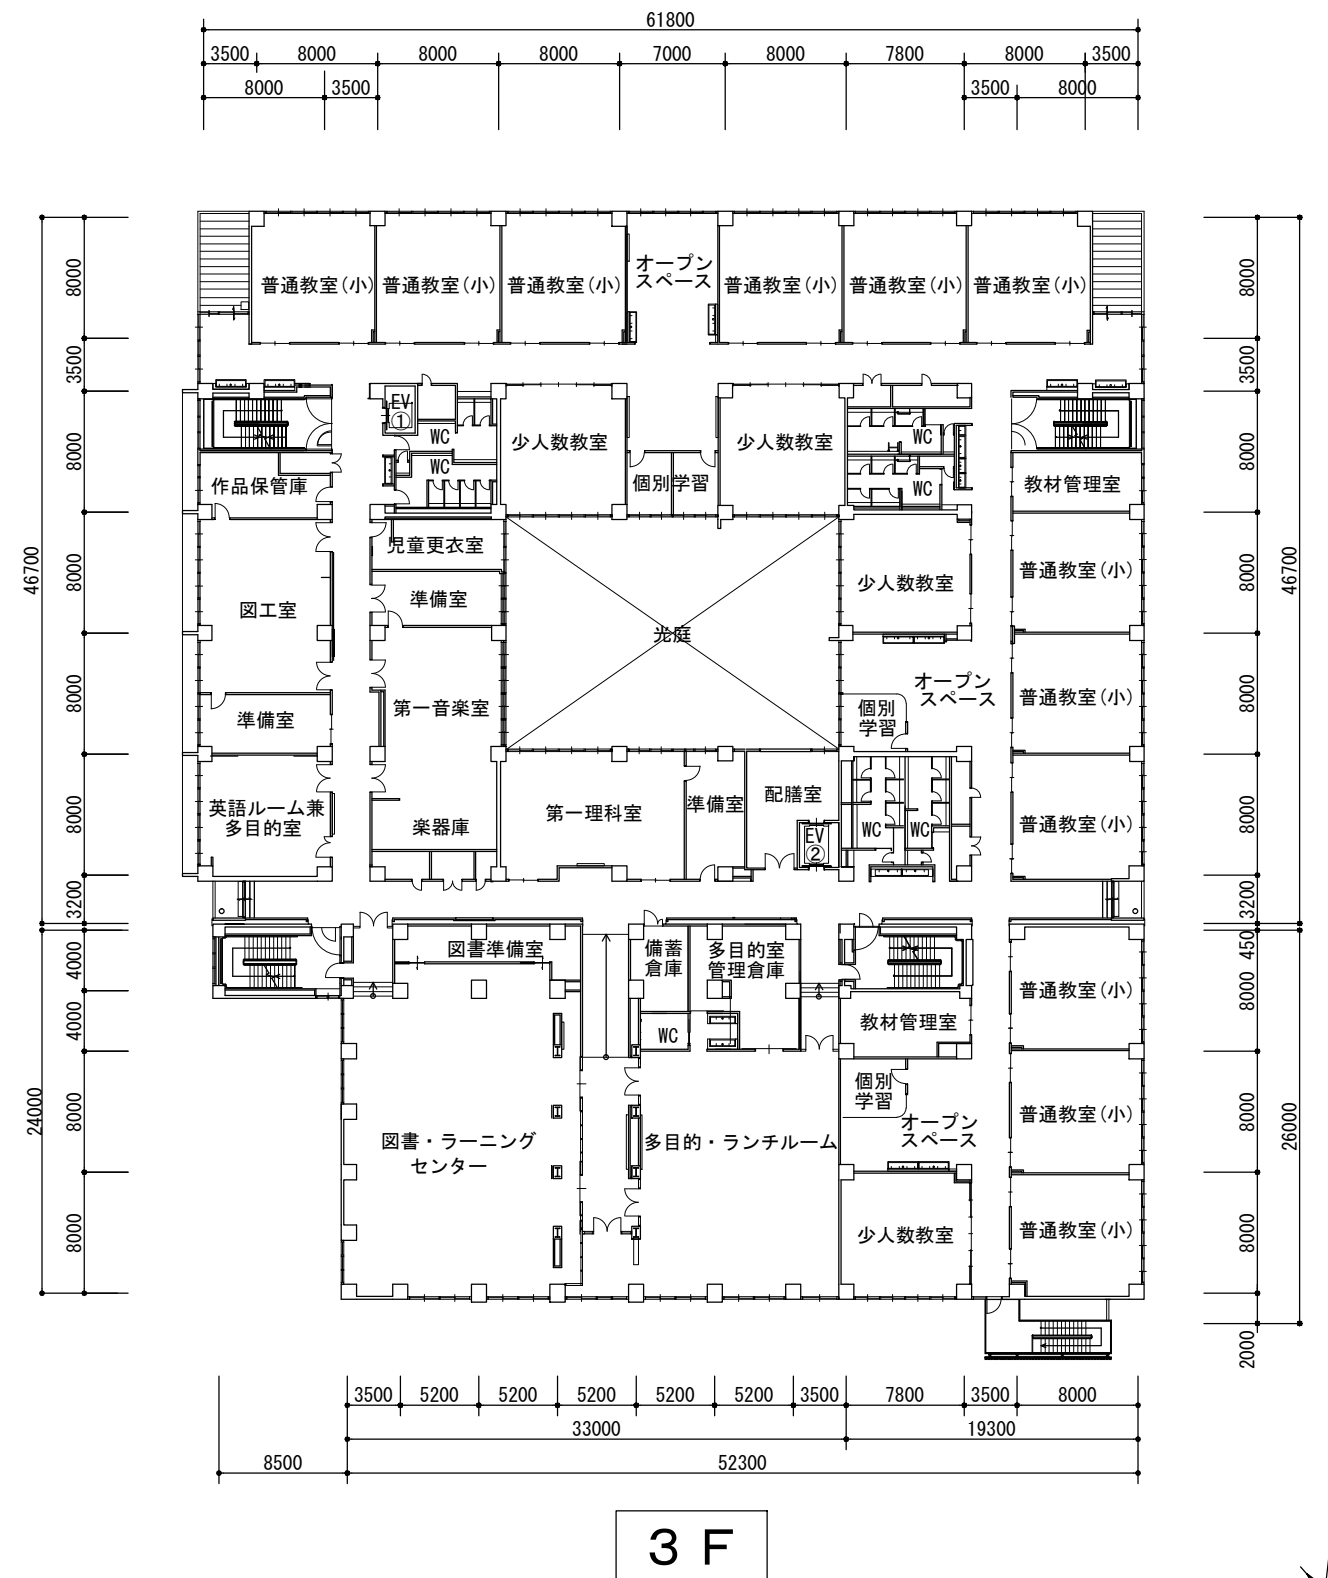 61800
3500 8000 8000 8000 7000 8000 7800 8000 3500
8000 3500 3500 8000
普通教室(小) 普通教室(小) 普通教室(小) オープン
スペース 普通教室(小) 普通教室(小) 普通教室(小)
8000
3500
8000
8000
8000
8000
3200
46700
4000
4000
8000
8000
24000
8000
3500
8000
8000
8000
8000
3200
46700
450
8000
8000
8000
26000
2000
EV
①
WC
WC
少人数教室
個別学習
少人数教室
WC
WC
作品保管庫
教材管理室
児童更衣室
準備室
図工室
光庭
少人数教室
普通教室(小)
準備室
第一音楽室
オープン
スペース
個別
学習
普通教室(小)
英語ルーム兼
多目的室
楽器庫
第一理科室
準備室
配膳室
EV
②
WC
WC
普通教室(小)
図書準備室
備蓄
倉庫
多目的室
管理倉庫
普通教室(小)
WC
教材管理室
個別
学習
オープン
スペース
普通教室(小)
図書・ラーニング
センター
多目的・ランチルーム
少人数教室
普通教室(小)
3500 5200 5200 5200 5200 5200 3500 7800 3500 8000
33000 19300
8500 52300
3 F